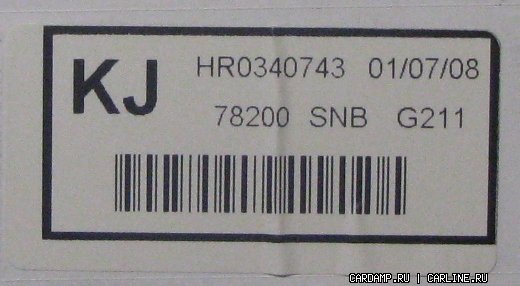 KJ HR0340743 01/07/08
78200 SNB G211
CARDAMP.RU | CARLINE.RU